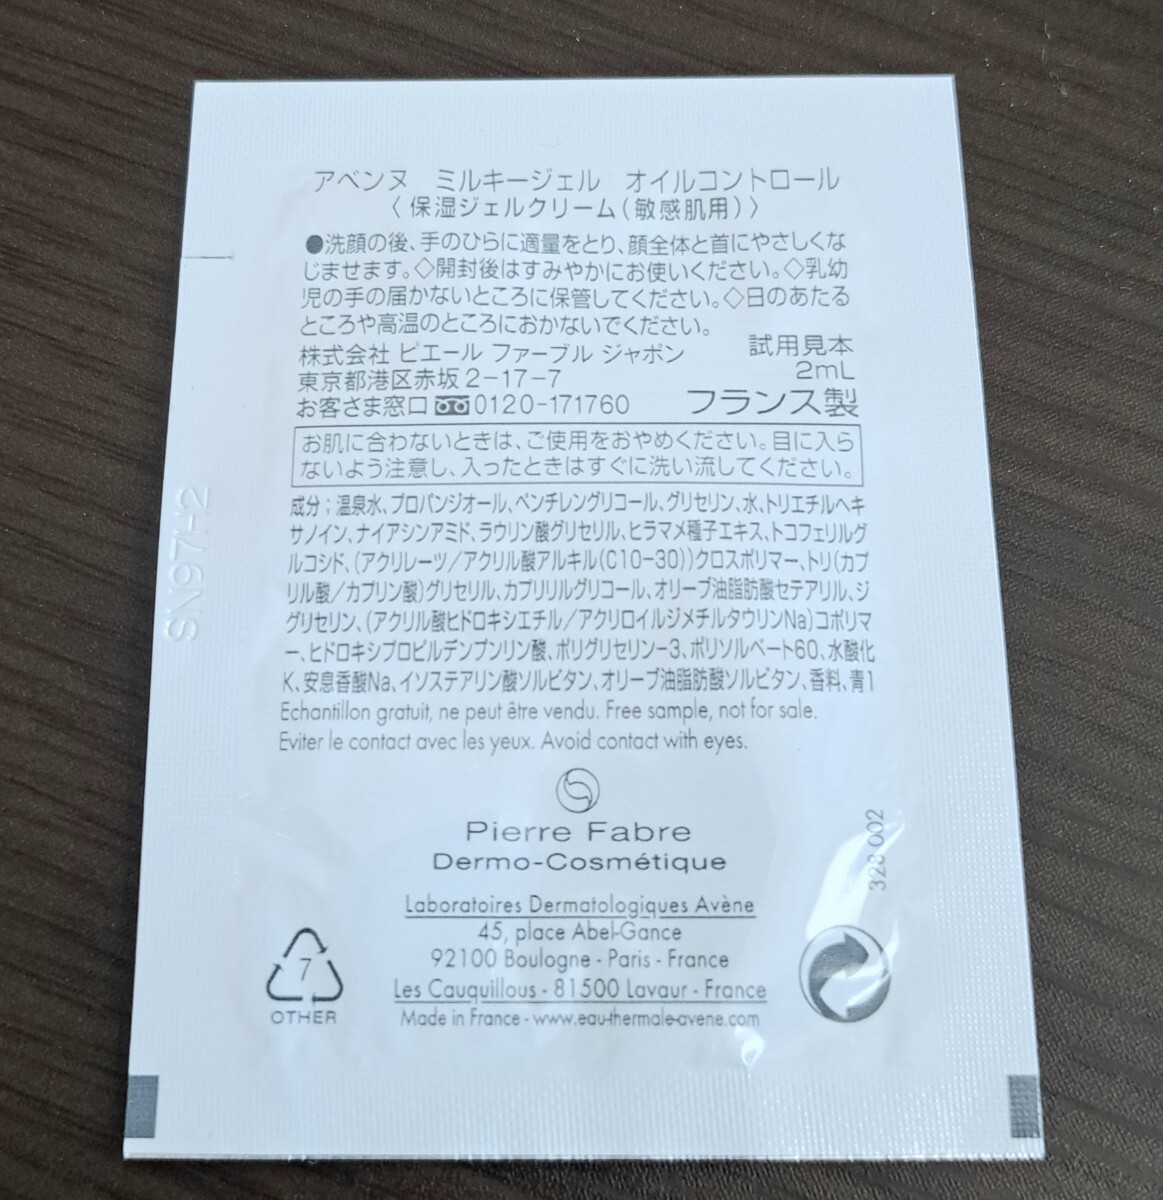 アベンヌ　ミルキージェル　オイルコントロール
〈保湿ジェルクリーム(敏感肌用)〉
●洗顔の後、手のひらに適量をとり、顔全体と首にやさしくな
じませます。◇開封後はすみやかにお使いください。◇乳幼
児の手の届かないところに保管してください。◇日のあたる
ところや高温のところにおかないでください。
株式会社 ピエール ファーブル ジャポン
試用見本
2mL
東京都港区赤坂2-17-7
お客さま窓口 0120-171760
フランス製
お肌に合わないときは、ご使用をおやめください。目に入ら
ないよう注意し、入ったときはすぐに洗い流してください。
成分；温泉水、プロパンジオール、ペンチレングリコール、グリセリン、水、トリエチルヘキ
サノイン、ナイアシンアミド、ラウリン酸グリセリル、ヒラマメ種子エキス、トコフェリルグ
ルコシド、(アクリレーツ／アクリル酸アルキル(C10-30))クロスポリマー、トリ(カプ
リル酸／カプリン酸)グリセリル、カプリリルグリコール、オリーブ油脂肪酸セテアリル、ジ
グリセリン、(アクリル酸ヒドロキシエチル／アクリロイルジメチルタウリンNa)コポリマ
ー、ヒドロキシプロピルデンプンリン酸、ポリグリセリン-3、ポリソルベート60、水酸化
K、安息香酸Na、イソステアリン酸ソルビタン、オリーブ油脂肪酸ソルビタン、香料、青1
Echantillon gratuit, ne peut être vendu. Free sample, not for sale.
Eviter le contact avec les yeux. Avoid contact with eyes.
Pierre Fabre
Dermo-Cosmétique
Laboratoires Dermatologiques Avène
45, place Abel-Gance
92100 Boulogne - Paris - France
Les Cauquillous - 81500 Lavaur - France
Made in France - www.eau-thermale-avene.com
7
OTHER
328 002
SN97H2